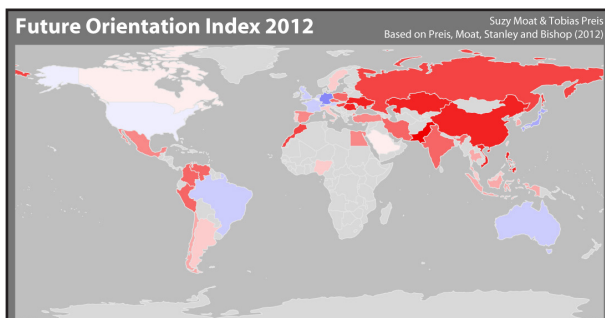 Future Orientation Index 2012
Suzy Moat & Tobias Preis
Based on Preis, Moat, Stanley and Bishop (2012)